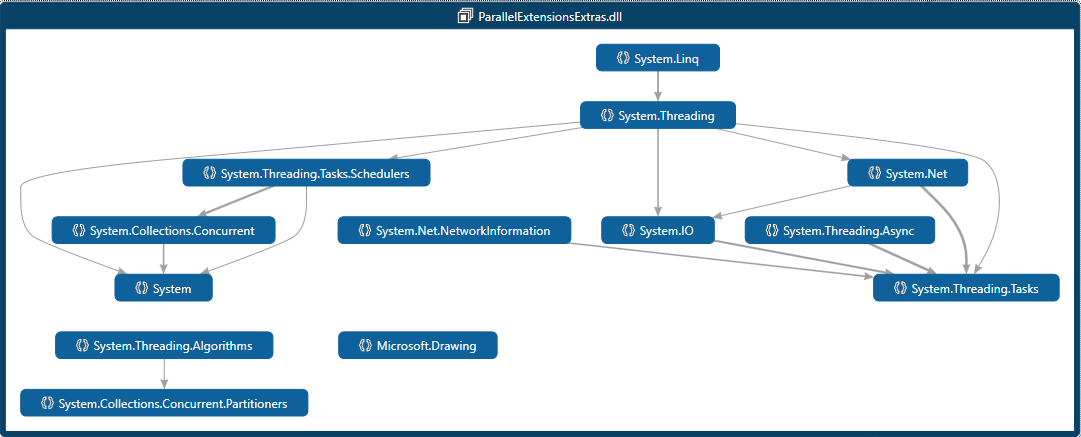 ParallelExtensionsExtras.dll
System.Linq
System.Threading
System.Threading.Tasks.Schedulers
System.Net
System.Collections.Concurrent
System.Net.NetworkInformation
System.IO
System.Threading.Async
System
System.Threading.Tasks
System.Threading.Algorithms
Microsoft.Drawing
System.Collections.Concurrent.Partitioners